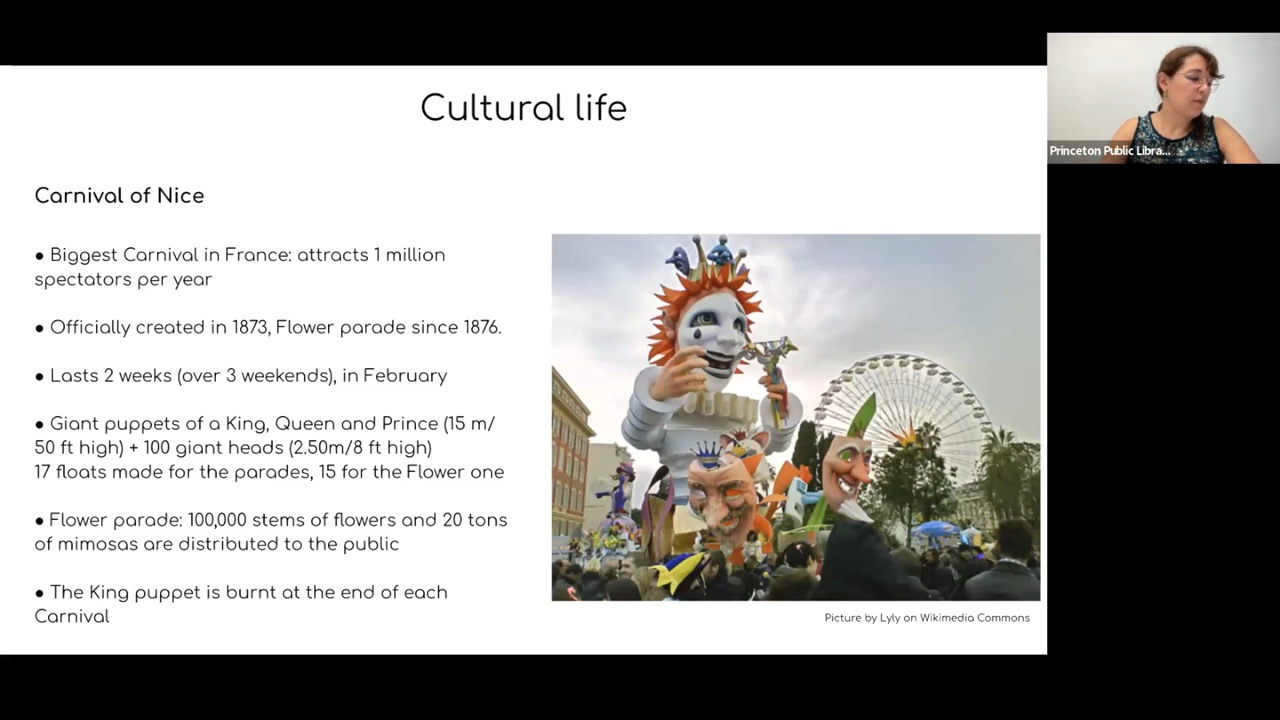 Cultural life
Princeton Public Libra...
Carnival of Nice
● Biggest Carnival in France: attracts 1 million
spectators per year
● Officially created in 1873, Flower parade since 1876.
● Lasts 2 weeks (over 3 weekends), in February
● Giant puppets of a King, Queen and Prince (15 m/
50 ft high) + 100 giant heads (2.50m/8 ft high)
17 floats made for the parades, 15 for the Flower one
● Flower parade: 100,000 stems of flowers and 20 tons
of mimosas are distributed to the public
● The King puppet is burnt at the end of each
Carnival
Picture by Lyly on Wikimedia Commons